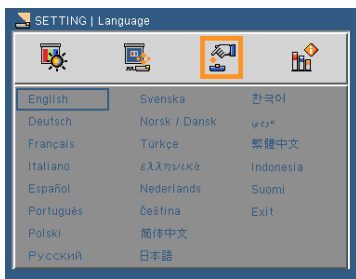 SETTING | Language
English Svenska 한국어
Deutsch Norsk / Dansk
Français Türkçe 繁體中文
Italiano ελληνικά Indonesia
Español Nederlands Suomi
Português čeština Exit
Polski 简体中文
Русский 日本語